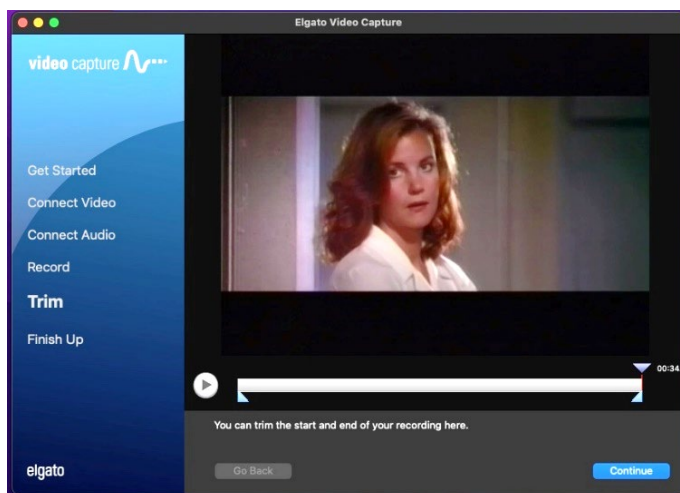 Elgato Video Capture
video capture
Get Started
Connect Video
Connect Audio
Record
Trim
Finish Up
00:34
You can trim the start and end of your recording here.
elgato
Go Back
Continue